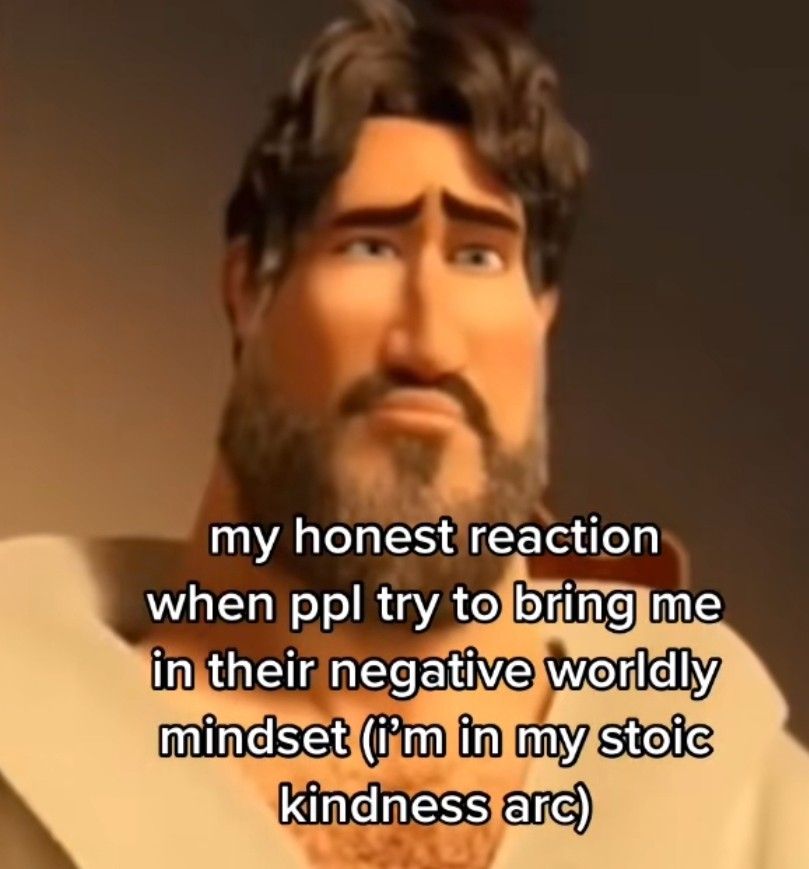 my honest reaction
when ppl try to bring me
in their negative worldly
mindset (i'm in my stoic
kindness arc)